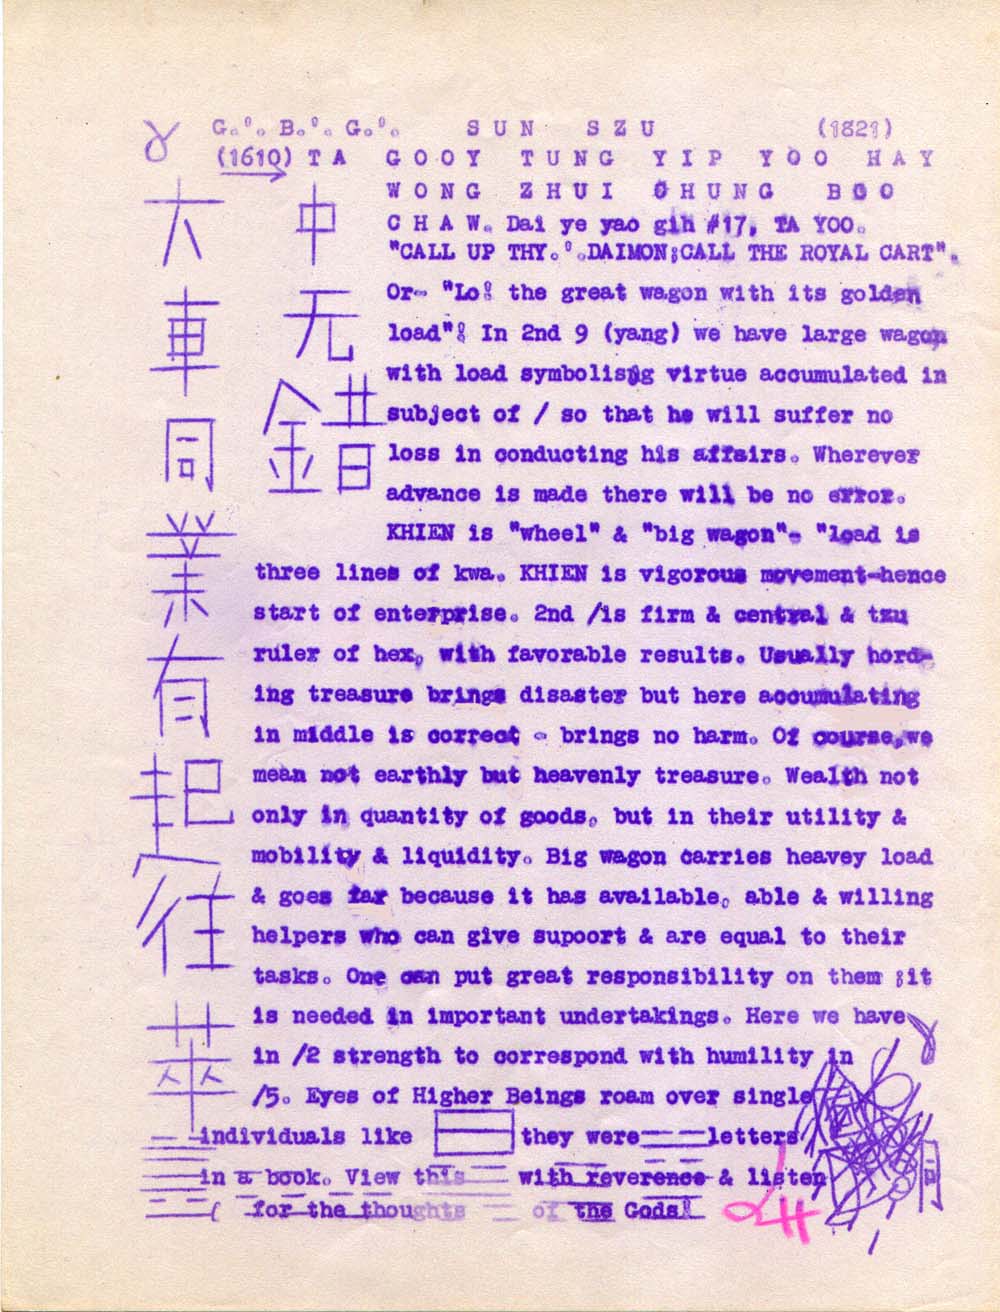 G.°. B.°. G.°. SUN SZU (1821)
(1610) TA GOOY TUNG YIP YOO HAY
WONG ZHUI CHUNG BOO
CHAW. Dai ye yao gih #17, TA YOO.
"CALL UP THY.°.DAIMON;CALL THE ROYAL CART".
Or- "Lo! the great wagon with its golden
load"! In 2nd 9 (yang) we have large wagon
with load symbolisng virtue accumulated in
subject of / so that he will suffer no
loss in conducting his affairs. Wherever
advance is made there will be no error.
KHIEN is "wheel" & "big wagon"- "load is
three lines of kwa. KHIEN is vigorous movement-hence
start of enterprise. 2nd /is firm & central & tzu
ruler of hex, with favorable results. Usually hord-
ing treasure brings disaster but here accumulating
in middle is correct - brings no harm. Of course,we
mean not earthly but heavenly treasure. Wealth not
only in quantity of goods, but in their utility &
mobility & liquidity. Big wagon carries heavey load
& goes far because it has available, able & willing
helpers who can give supoort & are equal to their
tasks. One can put great responsibility on them ;it
is needed in important undertakings. Here we have
in /2 strength to correspond with humility in
/5. Eyes of Higher Beings roam over single
individuals like they were letters
in a book. View this with reverence & listen
for the thoughts of the Gods!
六
車
同
業
有
中
无
錯